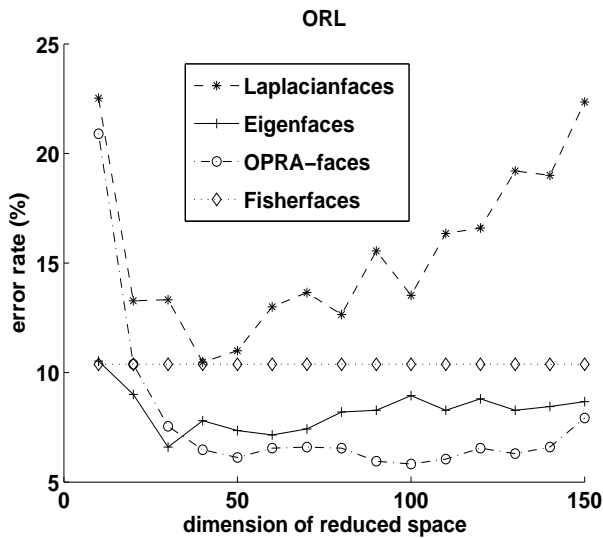 ORL
25
20
15
10
5
0
50
100
150
error rate (%)
dimension of reduced space
Laplacianfaces
Eigenfaces
OPRA-faces
Fisherfaces